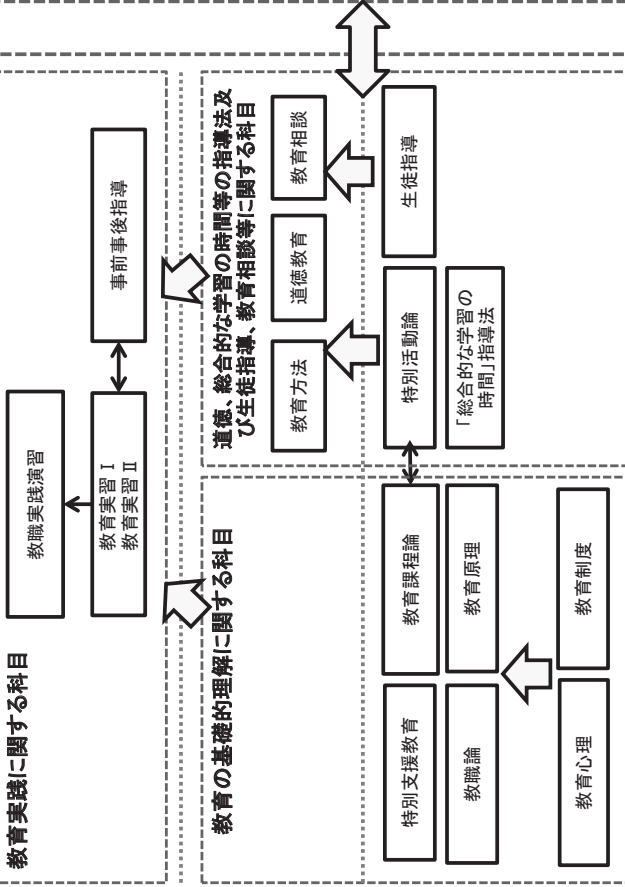 教育実践に関する科目
教職実践演習
教育実習Ⅰ
教育実習Ⅱ
事前事後指導
教育の基礎的理解に関する科目
特別支援教育
教育課程論
教職論
教育原理
教育心理
教育制度
道徳、総合的な学習の時間等の指導法及
び生徒指導、教育相談等に関する科目
教育方法
道徳教育
教育相談
特別活動論
生徒指導
「総合的な学習の
時間」指導法